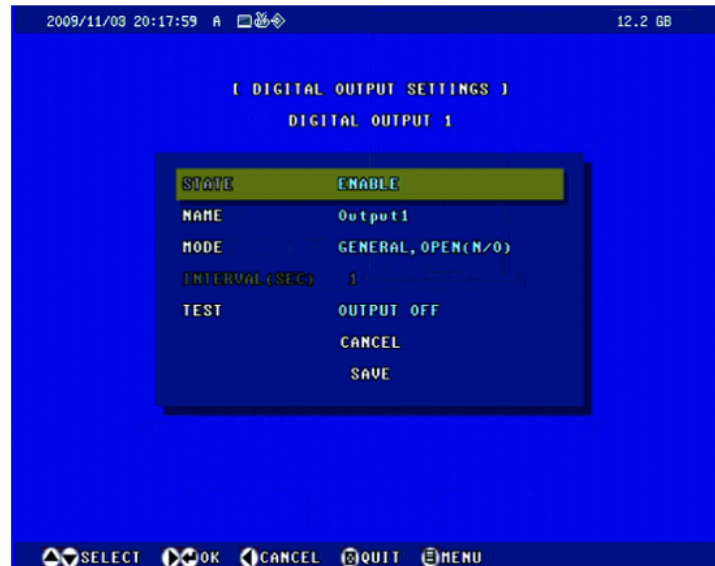 2009/11/03 20:17:59 A 12.2 GB
[ DIGITAL OUTPUT SETTINGS ]
DIGITAL OUTPUT 1
STATE ENABLE
NAME Output1
MODE GENERAL,OPEN(N/O)
INTERVAL(SEC) 1
TEST OUTPUT OFF
CANCEL
SAVE
SELECT OK CANCEL QUIT MENU